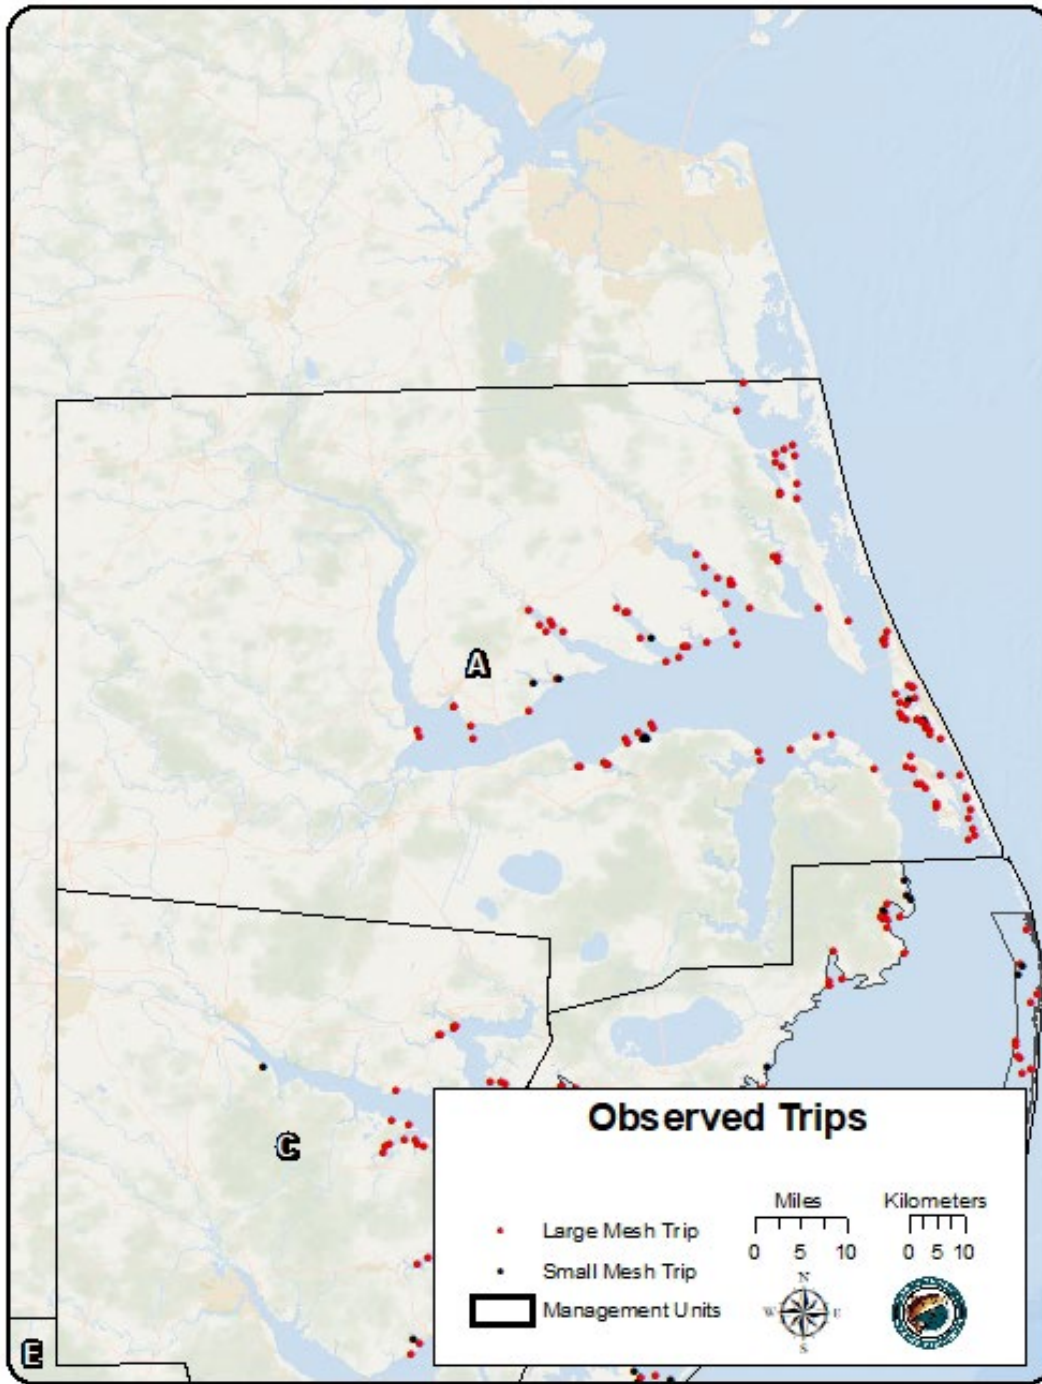 A
C
E
Observed Trips
Miles
Kilometers
Large Mesh Trip
0 5 10
0 5 10
Small Mesh Trip
N
W E
S
Management Units